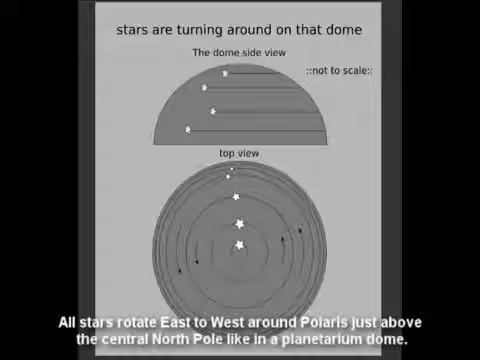 stars are turning around on that dome
The dome side view
::not to scale::
top view
All stars rotate East to West around Polaris just above
the central North Pole like in a planetarium dome.